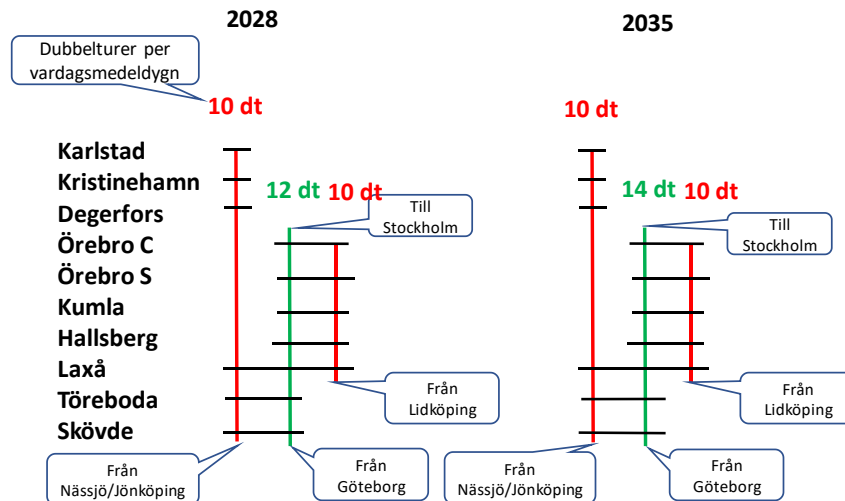 2028
2035
Dubbelturer per
vardagsmedeldygn
10 dt
10 dt
Karlstad
Kristinehamn
Degerfors
Örebro C
Örebro S
Kumla
Hallsberg
Laxå
Töreboda
Skövde
12 dt
10 dt
Till
Stockholm
14 dt
10 dt
Till
Stockholm
Från
Lidköping
Från
Lidköping
Från
Nässjö/Jönköping
Från
Göteborg
Från
Nässjö/Jönköping
Från
Göteborg